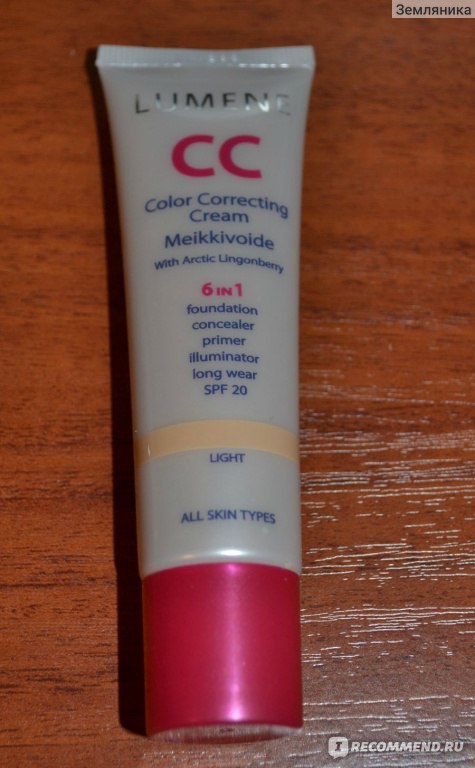 Земляника
LUMENE
CC
Color Correcting
Cream
Meikkivoide
With Arctic Lingonberry
6 IN 1
foundation
concealer
primer
illuminator
long wear
SPF 20
LIGHT
ALL SKIN TYPES
I RECOMMEND.RU